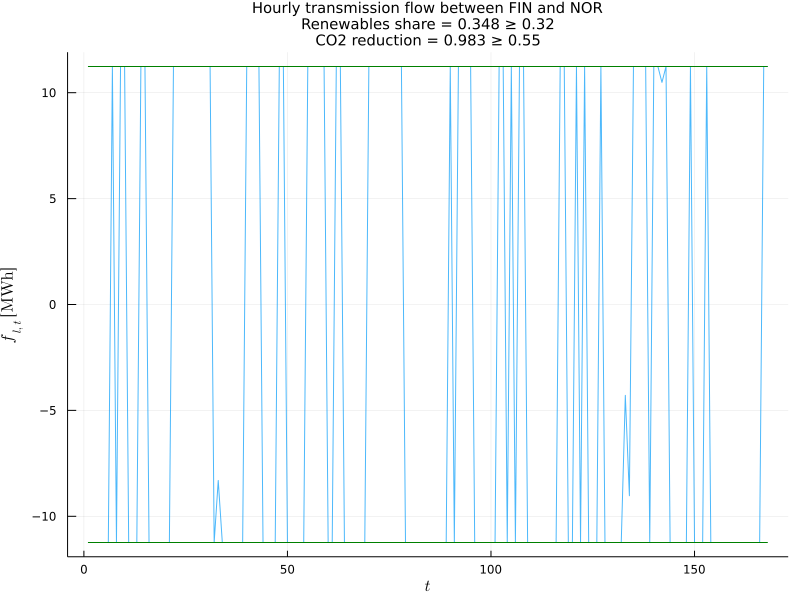 Hourly transmission flow between FIN and NOR
Renewables share = 0.348 ≥ 0.32
CO2 reduction = 0.983 ≥ 0.55
f_{l,t} [MWh]
10
5
0
−5
−10
0
50
100
150
t